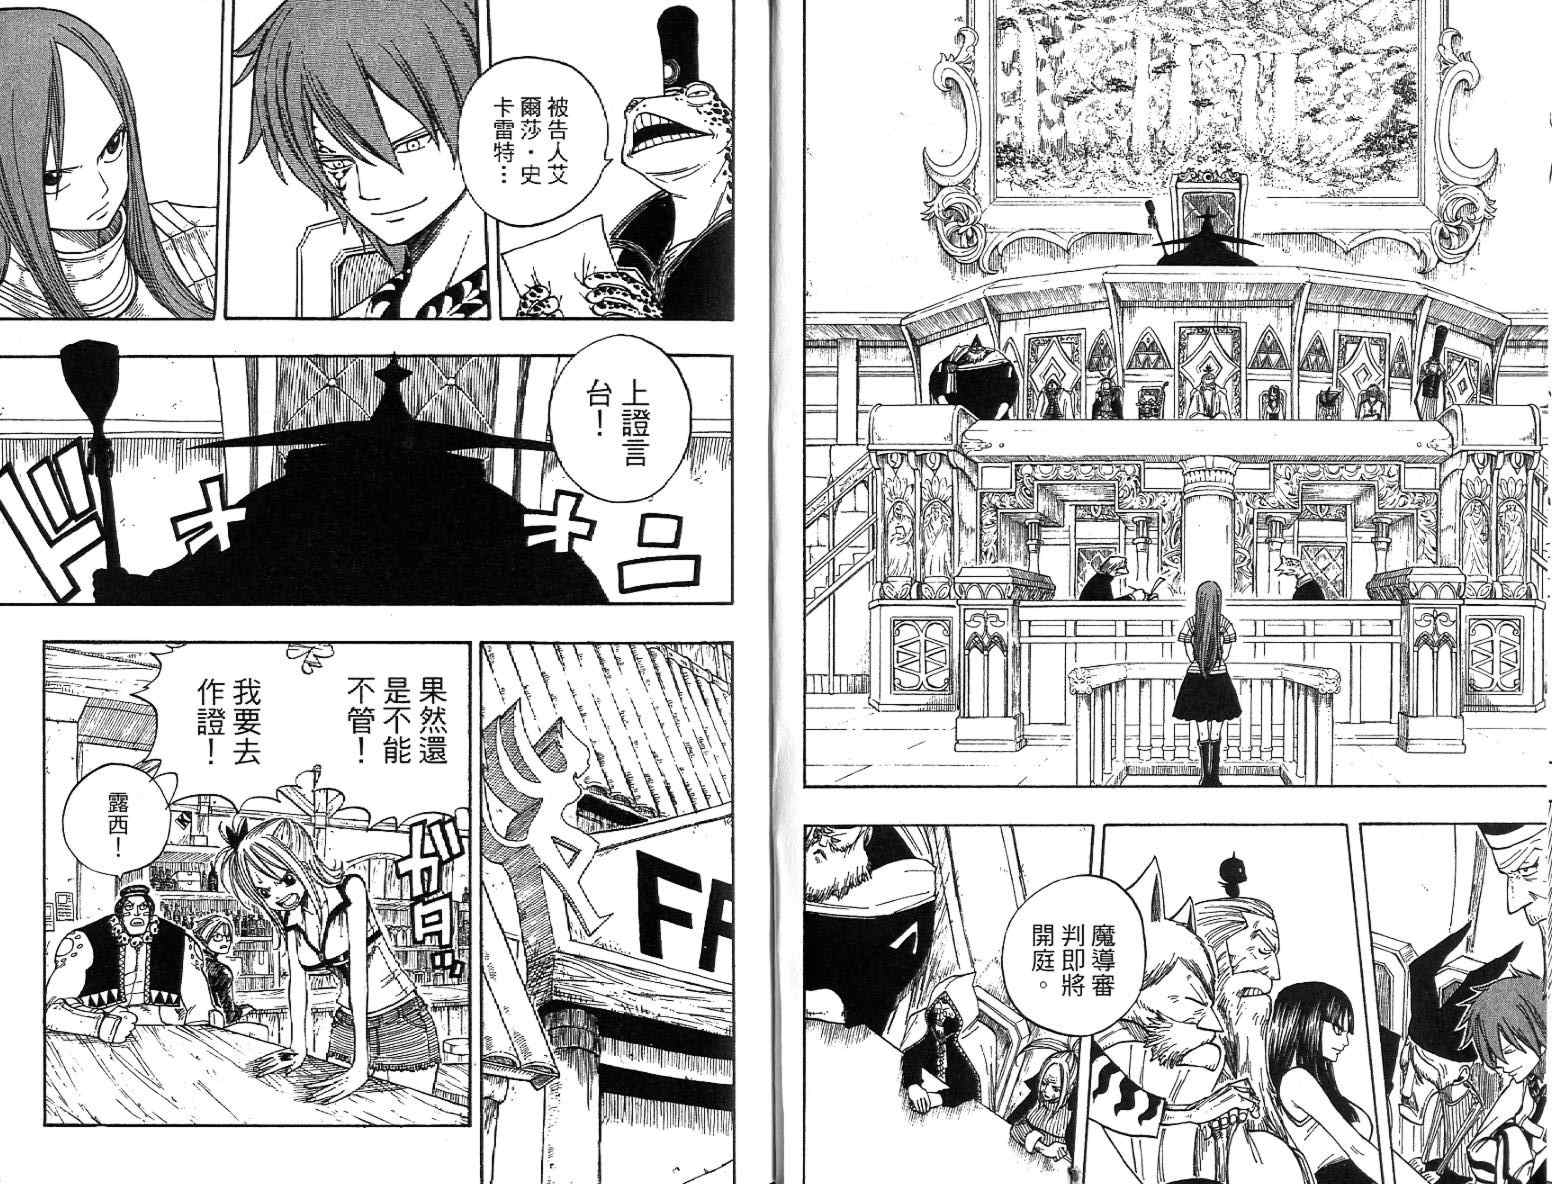 魔導審
判即將
開庭。
被告人艾
爾莎・史
卡雷特…
上證言
台！
ドォォン
FA
果然還
是不能
不管！
我要去
作證！
露西！
ガタッ